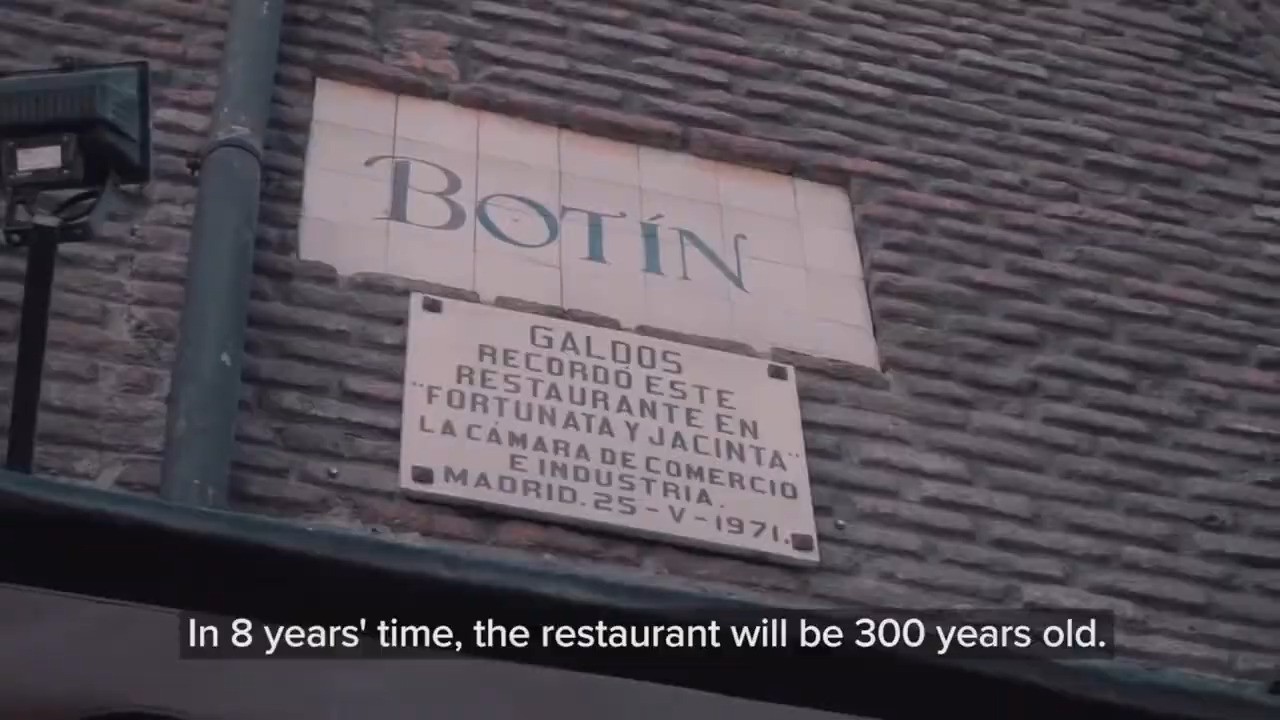 BOTÍN
GALDOS
RECORDÓ ESTE
RESTAURANTE EN
"FORTUNATA Y JACINTA"
LA CÁMARA DE COMERCIO
E INDUSTRIA.
MADRID. 25-V-1971.
In 8 years' time, the restaurant will be 300 years old.